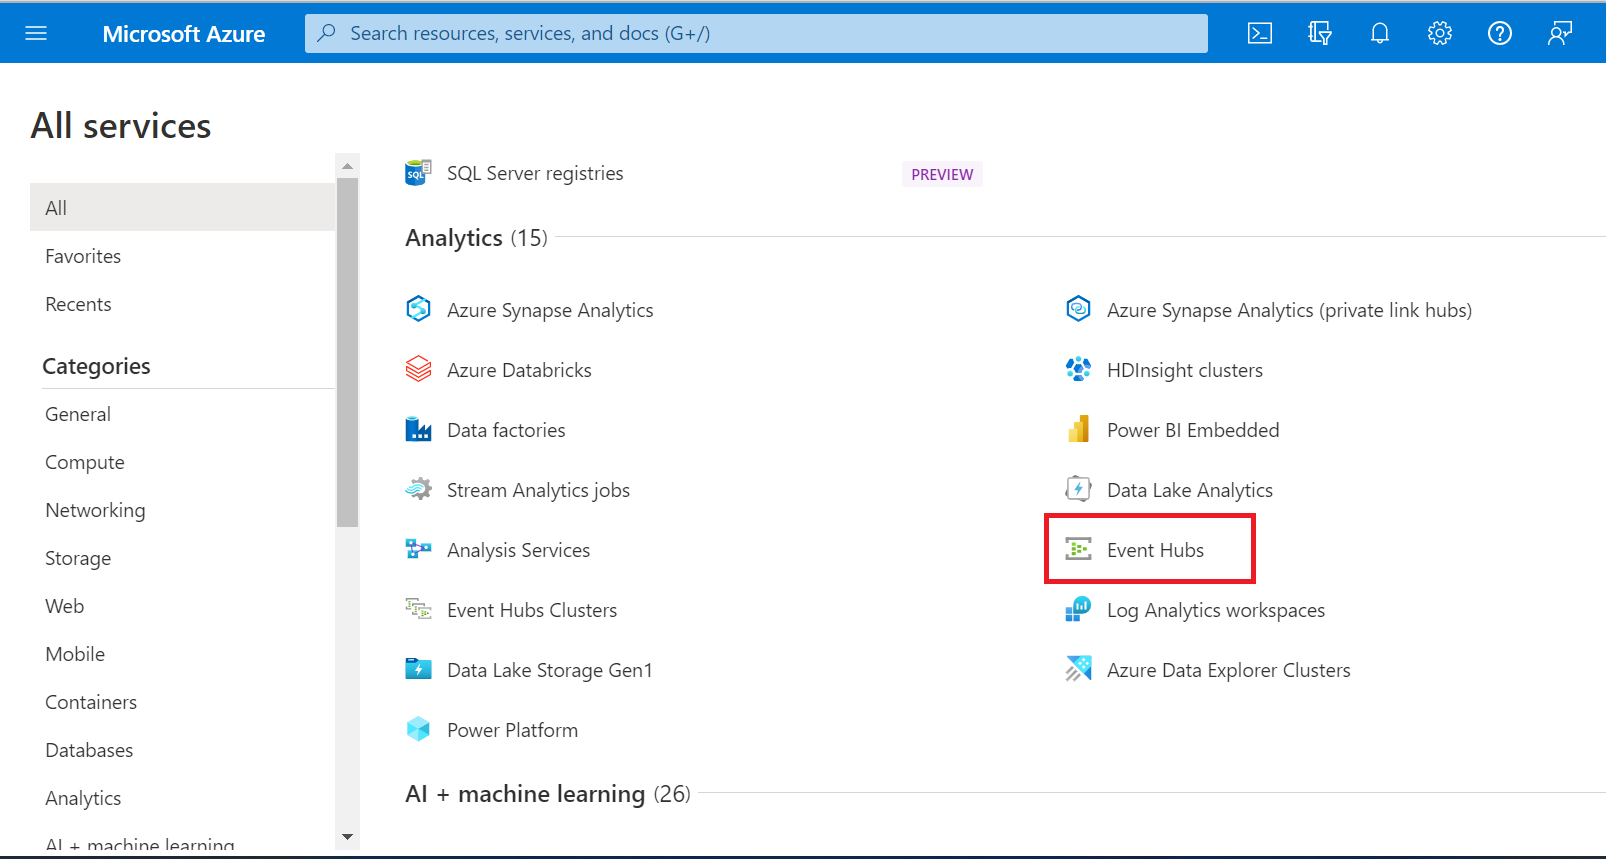 Microsoft Azure
Search resources, services, and docs (G+/)
All services
All
Favorites
Recents
Categories
General
Compute
Networking
Storage
Web
Mobile
Containers
Databases
Analytics
AI + machine learning
SQL
SQL Server registries
PREVIEW
Analytics (15)
Azure Synapse Analytics
Azure Synapse Analytics (private link hubs)
Azure Databricks
HDInsight clusters
Data factories
Power BI Embedded
Stream Analytics jobs
Data Lake Analytics
Analysis Services
Event Hubs
Event Hubs Clusters
Log Analytics workspaces
Data Lake Storage Gen1
Azure Data Explorer Clusters
Power Platform
AI + machine learning (26)